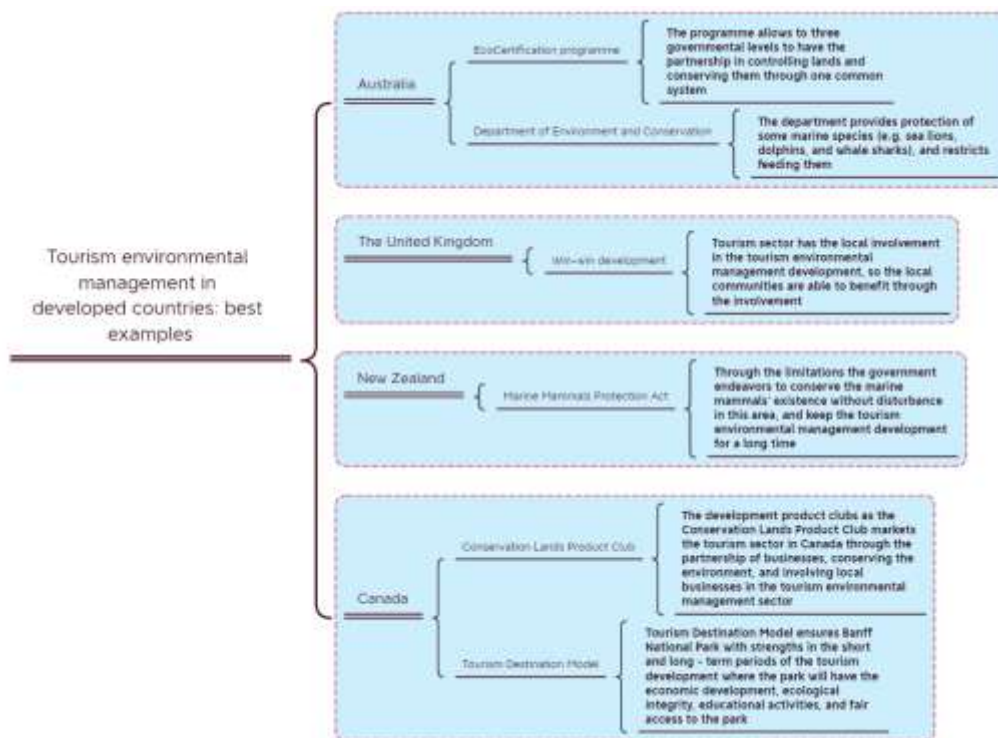 Tourism environmental
management in
developed countries: best
examples
Australia
EcoCertification programme
The programme allows to three
governmental levels to have the
partnership in controlling lands and
conserving them through one common
system
Department of Environment and Conservation
The department provides protection of
some marine species (e.g. sea lions,
dolphins, and whale sharks), and restricts
feeding them
The United Kingdom
Win-win development
Tourism sector has the local involvement
in the tourism environmental
management development, so the local
communities are able to benefit through
the involvement
New Zealand
Marine Mammals Protection Act
Through the limitations the government
endeavors to conserve the marine
mammals' existence without disturbance
in this area, and keep the tourism
environmental management development
for a long time
Canada
Conservation Lands Product Club
The development product clubs as the
Conservation Lands Product Club markets
the tourism sector in Canada through the
partnership of businesses, conserving the
environment, and involving local
businesses in the tourism environmental
management sector
Tourism Destination Model
Tourism Destination Model ensures Banff
National Park with strengths in the short
and long - term periods of the tourism
development where the park will have the
economic development, ecological
integrity, educational activities, and fair
access to the park